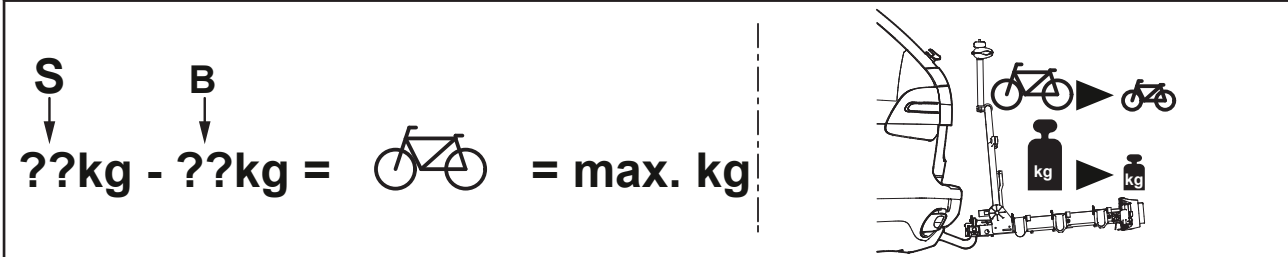 S
B
??kg - ??kg = = max. kg
kg
kg